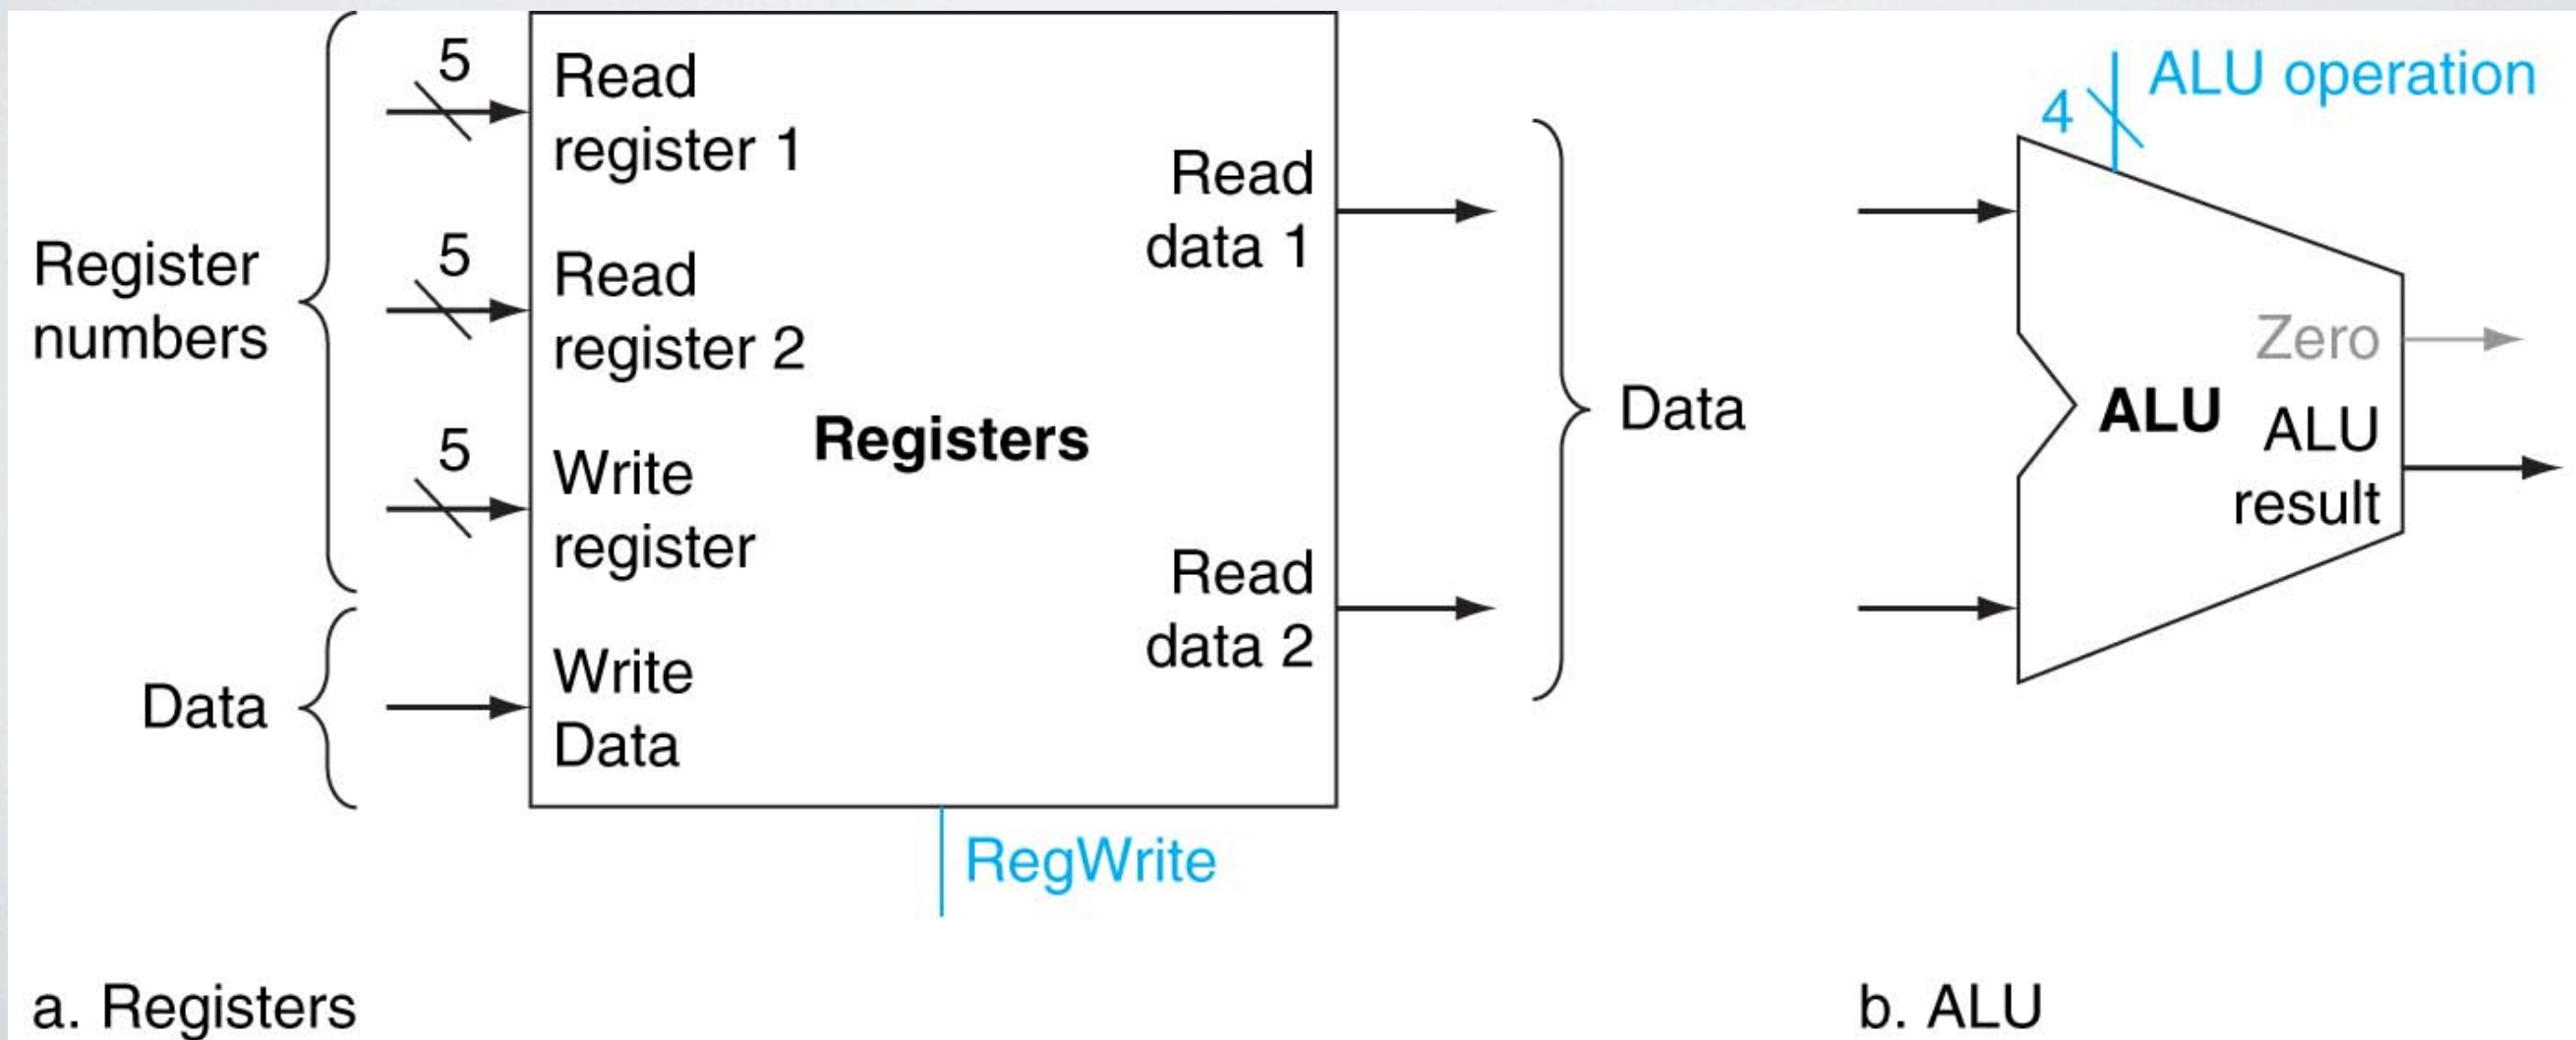 Register
numbers
5
Read
register 1
5
Read
register 2
5
Write
register
Data
Write
Data
Registers
Read
data 1
Read
data 2
Data
RegWrite
a. Registers
4
ALU operation
ALU
Zero
ALU
result
b. ALU